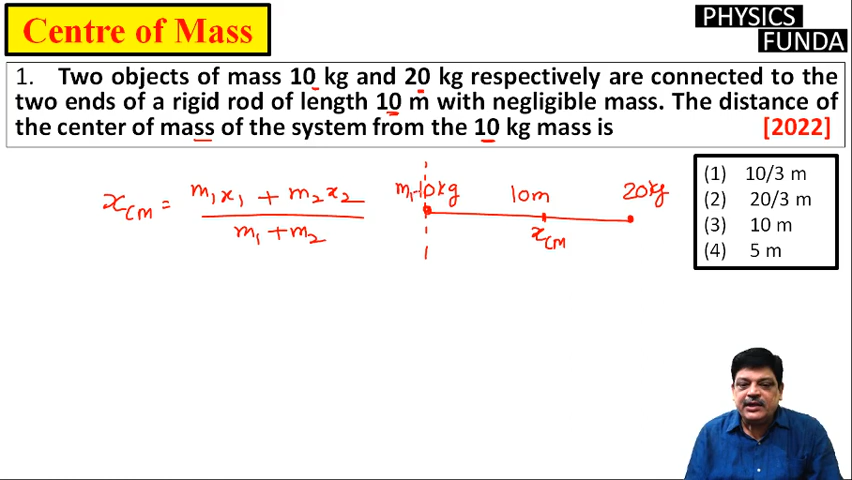 Centre of Mass
PHYSICS
FUNDA
1. Two objects of mass 10 kg and 20 kg respectively are connected to the
two ends of a rigid rod of length 10 m with negligible mass. The distance of
the center of mass of the system from the 10 kg mass is [2022]
(1) 10/3 m
(2) 20/3 m
(3) 10 m
(4) 5 m
x_CM = (m₁x₁ + m₂x₂) / (m₁ + m₂)
m₁-10kg 10m 20kg
x_CM